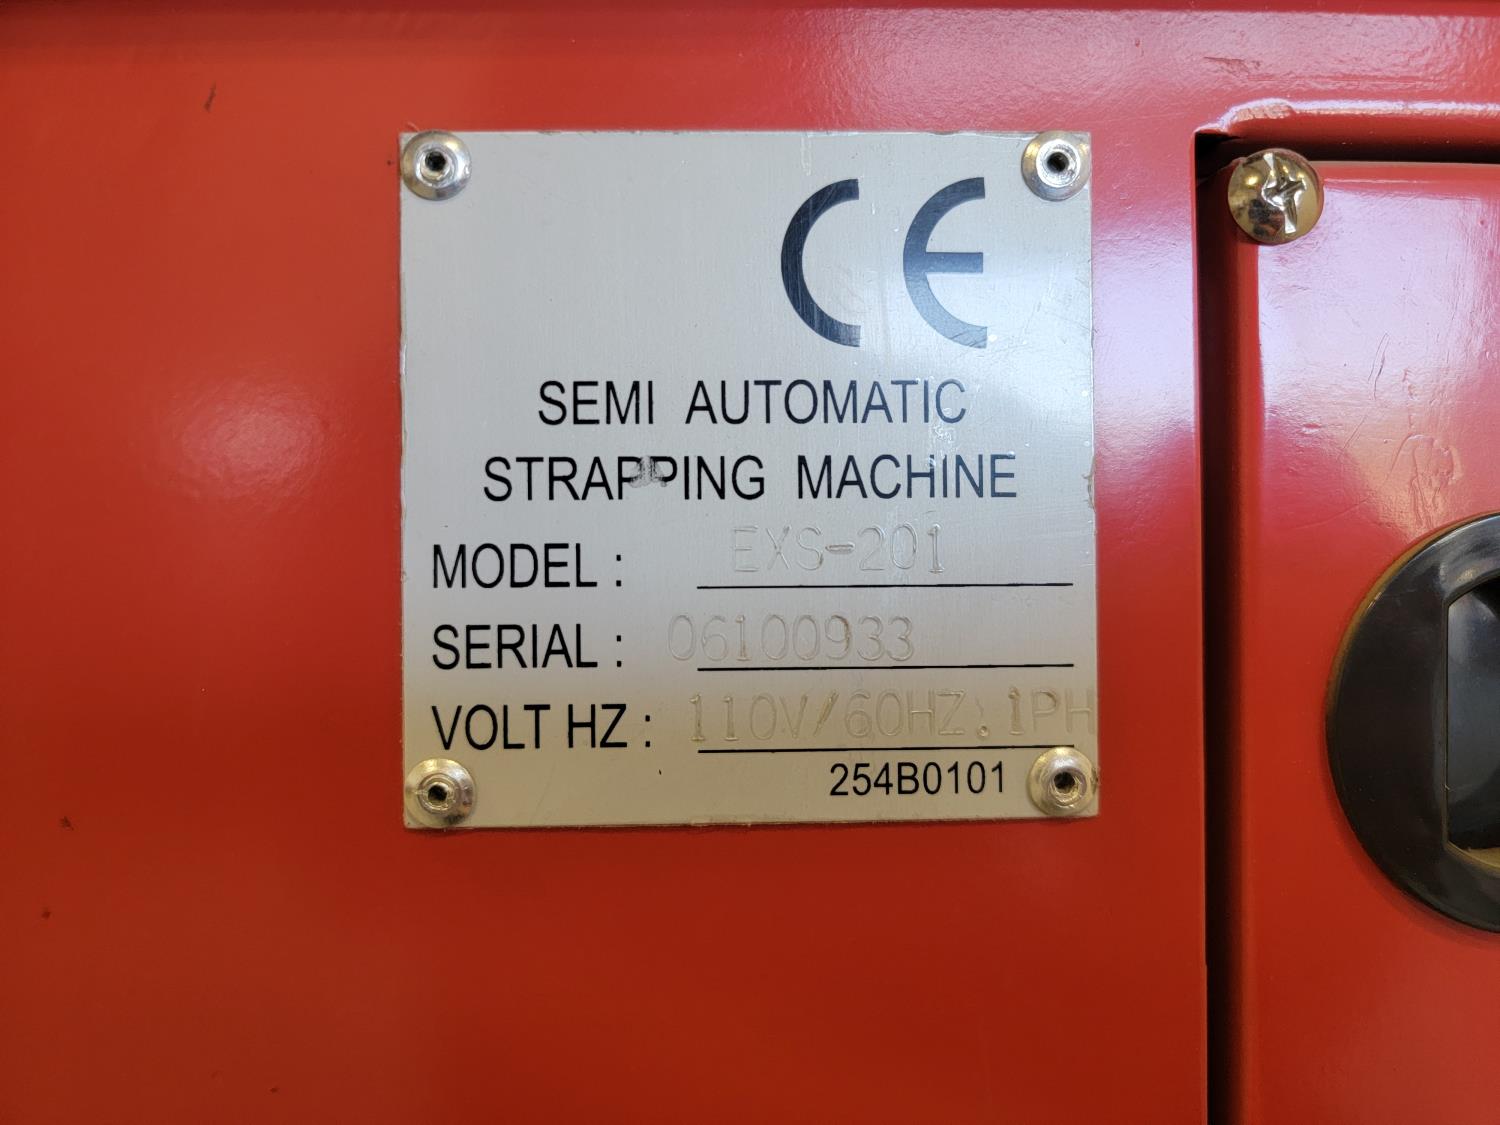 CE
SEMI AUTOMATIC
STRAPPING MACHINE
MODEL : EXS-201
SERIAL : 06100933
VOLT HZ : 110V/60HZ.1PH
254B0101